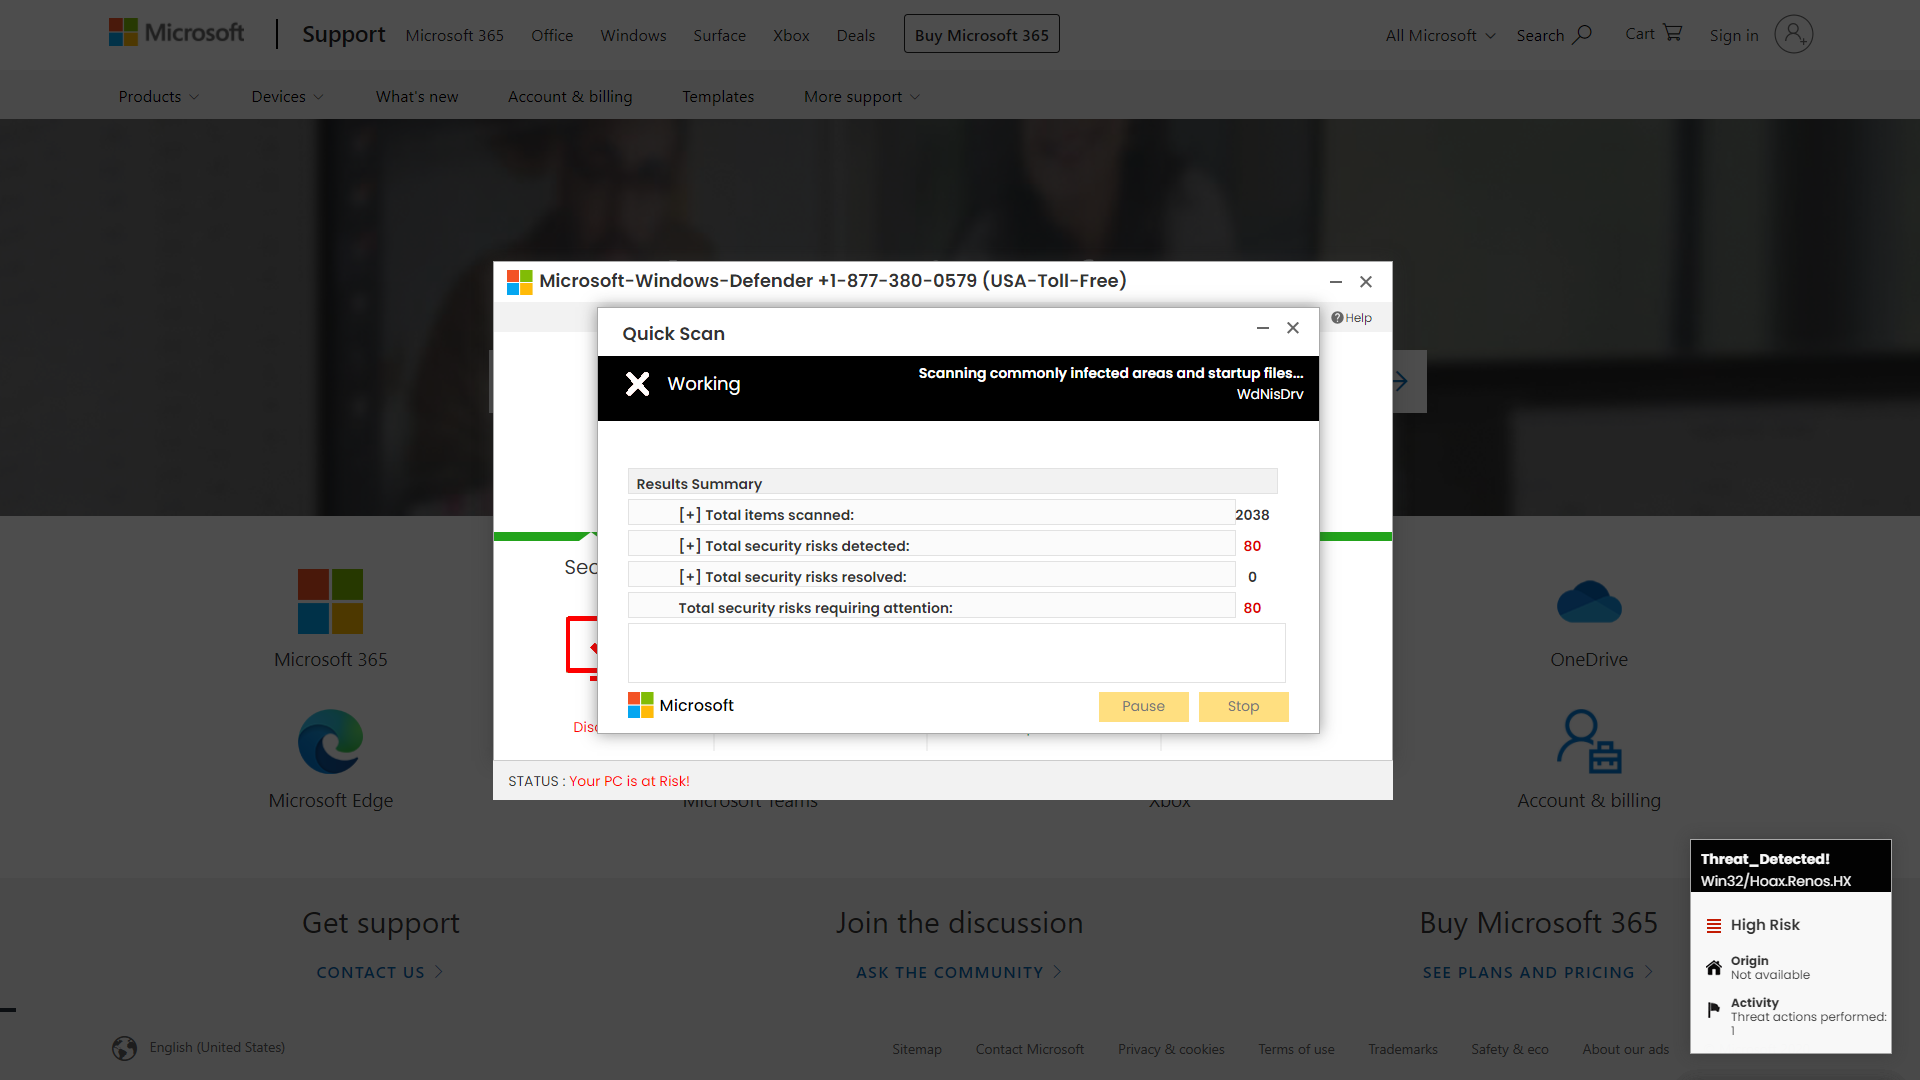 Microsoft
Support
Microsoft 365
Office
Windows
Surface
Xbox
Deals
Buy Microsoft 365
All Microsoft
Search
Cart
Sign in
Products
Devices
What's new
Account & billing
Templates
More support
Microsoft-Windows-Defender +1-877-380-0579 (USA-Toll-Free)
Help
Quick Scan
Working
Scanning commonly infected areas and startup files...
WdNisDrv
Results Summary
[+] Total items scanned: 2038
[+] Total security risks detected: 80
[+] Total security risks resolved: 0
Total security risks requiring attention: 80
Microsoft
Pause
Stop
STATUS : Your PC is at Risk!
Microsoft 365
OneDrive
Microsoft Edge
Microsoft Teams
Xbox
Account & billing
Threat_Detected!
Win32/Hoax.Renos.HX
High Risk
Origin
Not available
Activity
Threat actions performed:
1
Get support
CONTACT US
Join the discussion
ASK THE COMMUNITY
Buy Microsoft 365
SEE PLANS AND PRICING
English (United States)
Sitemap
Contact Microsoft
Privacy & cookies
Terms of use
Trademarks
Safety & eco
About our ads